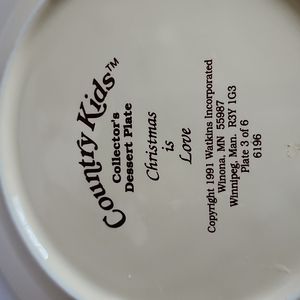 Country Kids™
Collector's
Dessert Plate
Christmas
is
Love
Copyright 1991 Watkins Incorporated
Winona, MN 55987
Winnipeg, Man. R3Y 1G3
Plate 3 of 6
6196